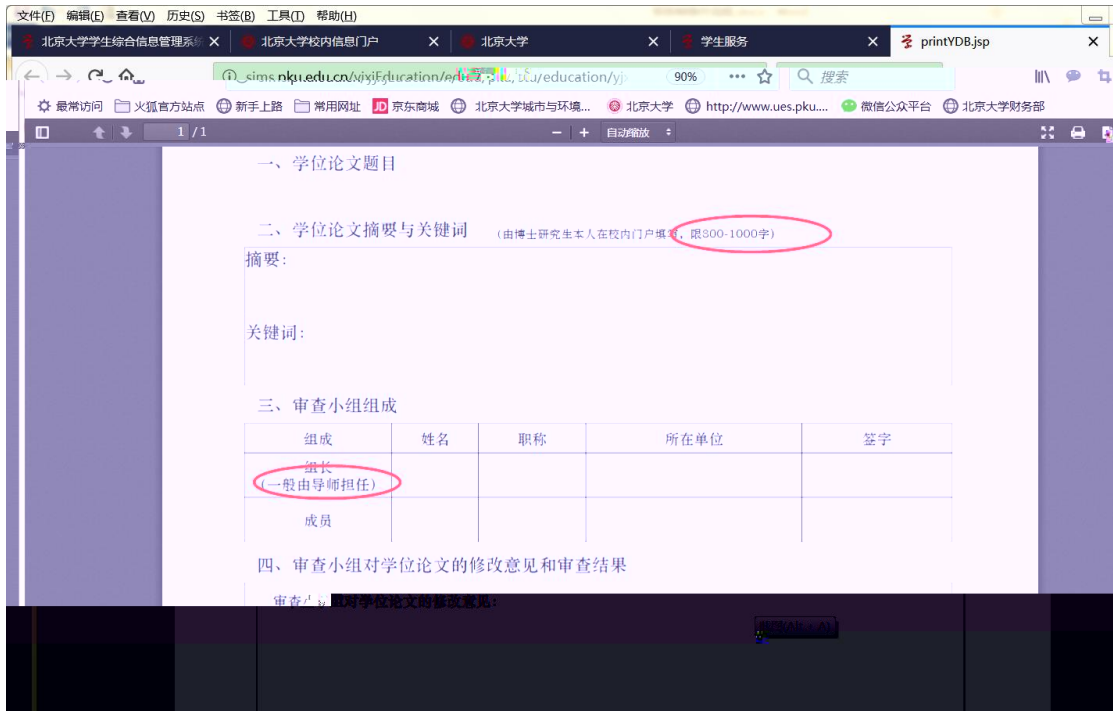 文件(F) 编辑(E) 查看(V) 历史(S) 书签(B) 工具(T) 帮助(H)
北京大学学生综合信息管理系统 × 北京大学校内信息门户 × 北京大学 × 学生服务 × printYDB.jsp ×
sims.pku.edu.cn 90% ··· 搜索
最常访问 火狐官方站点 新手上路 常用网址 JD 京东商城 北京大学城市与环境... 北京大学 http://www.ues.pku.... 微信公众平台 北京大学财务部
1 / 1 — + 自动缩放
一、学位论文题目
二、学位论文摘要与关键词 (由博士研究生本人在校内门户填写，限800-1000字)
摘要:
关键词:
三、审查小组组成
组成 姓名 职称 所在单位 签字
组长
(一般由导师担任)
成员
四、审查小组对学位论文的修改意见和审查结果
审查小组对学位论文的修改意见: